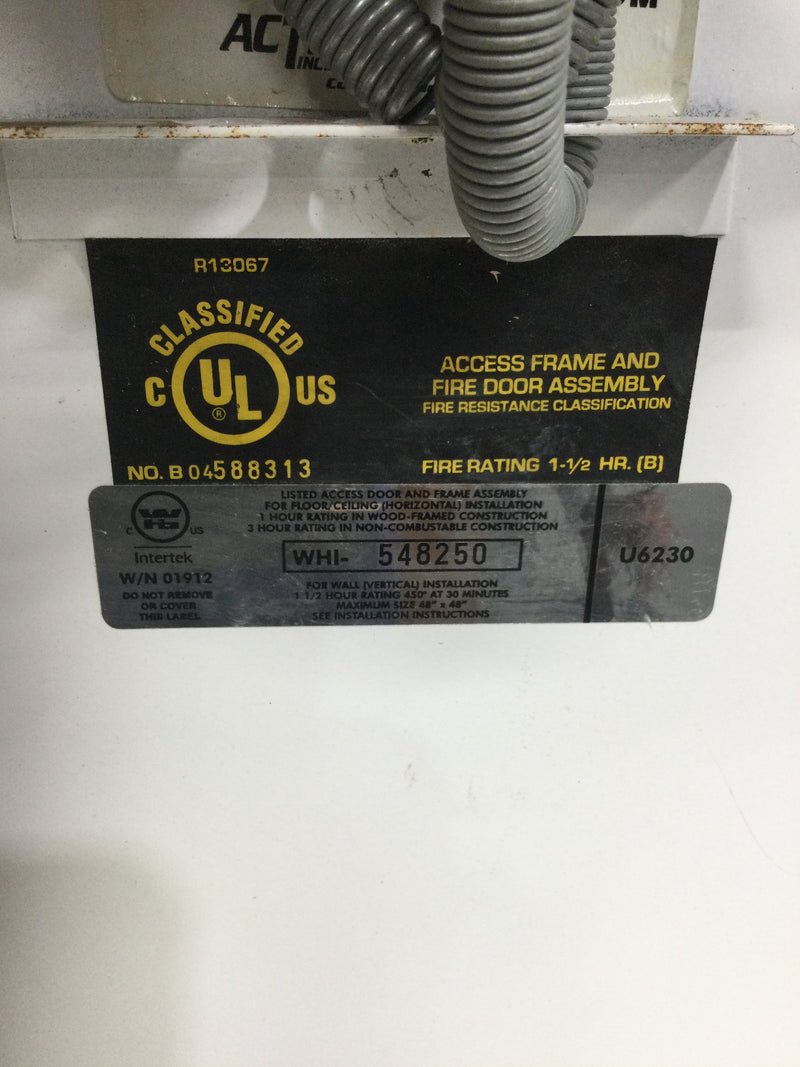 R13067
CLASSIFIED
C UL US
®
ACCESS FRAME AND
FIRE DOOR ASSEMBLY
FIRE RESISTANCE CLASSIFICATION
NO. B 04588313
FIRE RATING 1-1/2 HR. (B)
LISTED ACCESS DOOR AND FRAME ASSEMBLY
FOR FLOOR/CEILING (HORIZONTAL) INSTALLATION
1 HOUR RATING IN WOOD-FRAMED CONSTRUCTION
3 HOUR RATING IN NON-COMBUSTABLE CONSTRUCTION
C US
Intertek
W/N 01912
DO NOT REMOVE
OR COVER
THIS LABEL
WHI- 548250
FOR WALL (VERTICAL) INSTALLATION
1 1/2 HOUR RATING 450° AT 30 MINUTES
MAXIMUM SIZE 48" x 48"
SEE INSTALLATION INSTRUCTIONS
U6230